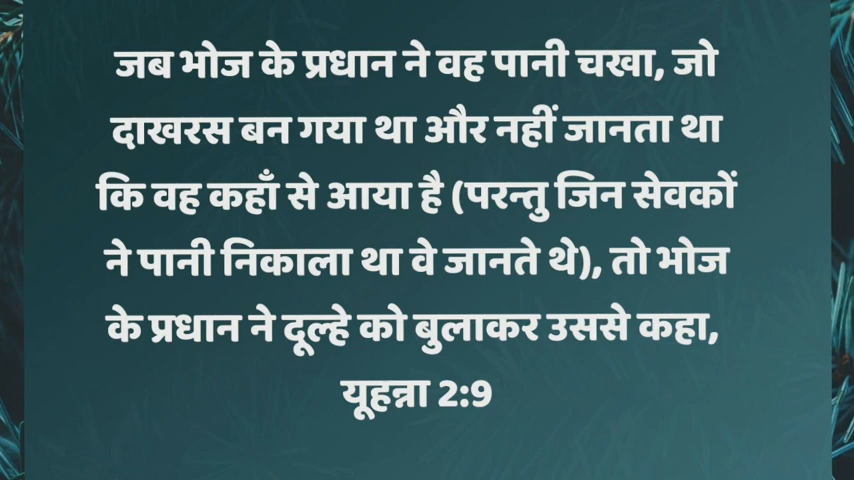 जब भोज के प्रधान ने वह पानी चखा, जो
दाखरस बन गया था और नहीं जानता था
कि वह कहाँ से आया है (परन्तु जिन सेवकों
ने पानी निकाला था वे जानते थे), तो भोज
के प्रधान ने दूल्हे को बुलाकर उससे कहा,
यूहन्ना 2:9